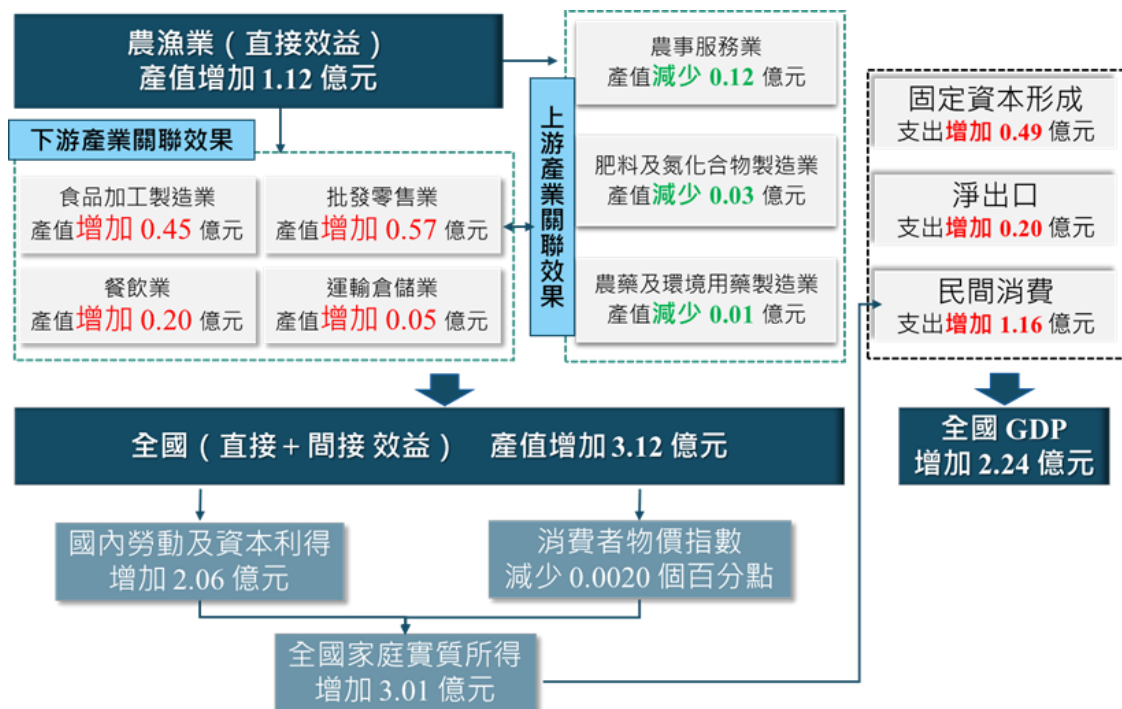 農漁業（直接效益）
產值增加 1.12 億元
下游產業關聯效果
食品加工製造業
產值增加 0.45 億元
批發零售業
產值增加 0.57 億元
餐飲業
產值增加 0.20 億元
運輸倉儲業
產值增加 0.05 億元
上游產業關聯效果
農事服務業
產值減少 0.12 億元
肥料及氮化合物製造業
產值減少 0.03 億元
農藥及環境用藥製造業
產值減少 0.01 億元
固定資本形成
支出增加 0.49 億元
淨出口
支出增加 0.20 億元
民間消費
支出增加 1.16 億元
全國（直接 + 間接 效益） 產值增加 3.12 億元
全國 GDP
增加 2.24 億元
國內勞動及資本利得
增加 2.06 億元
消費者物價指數
減少 0.0020 個百分點
全國家庭實質所得
增加 3.01 億元